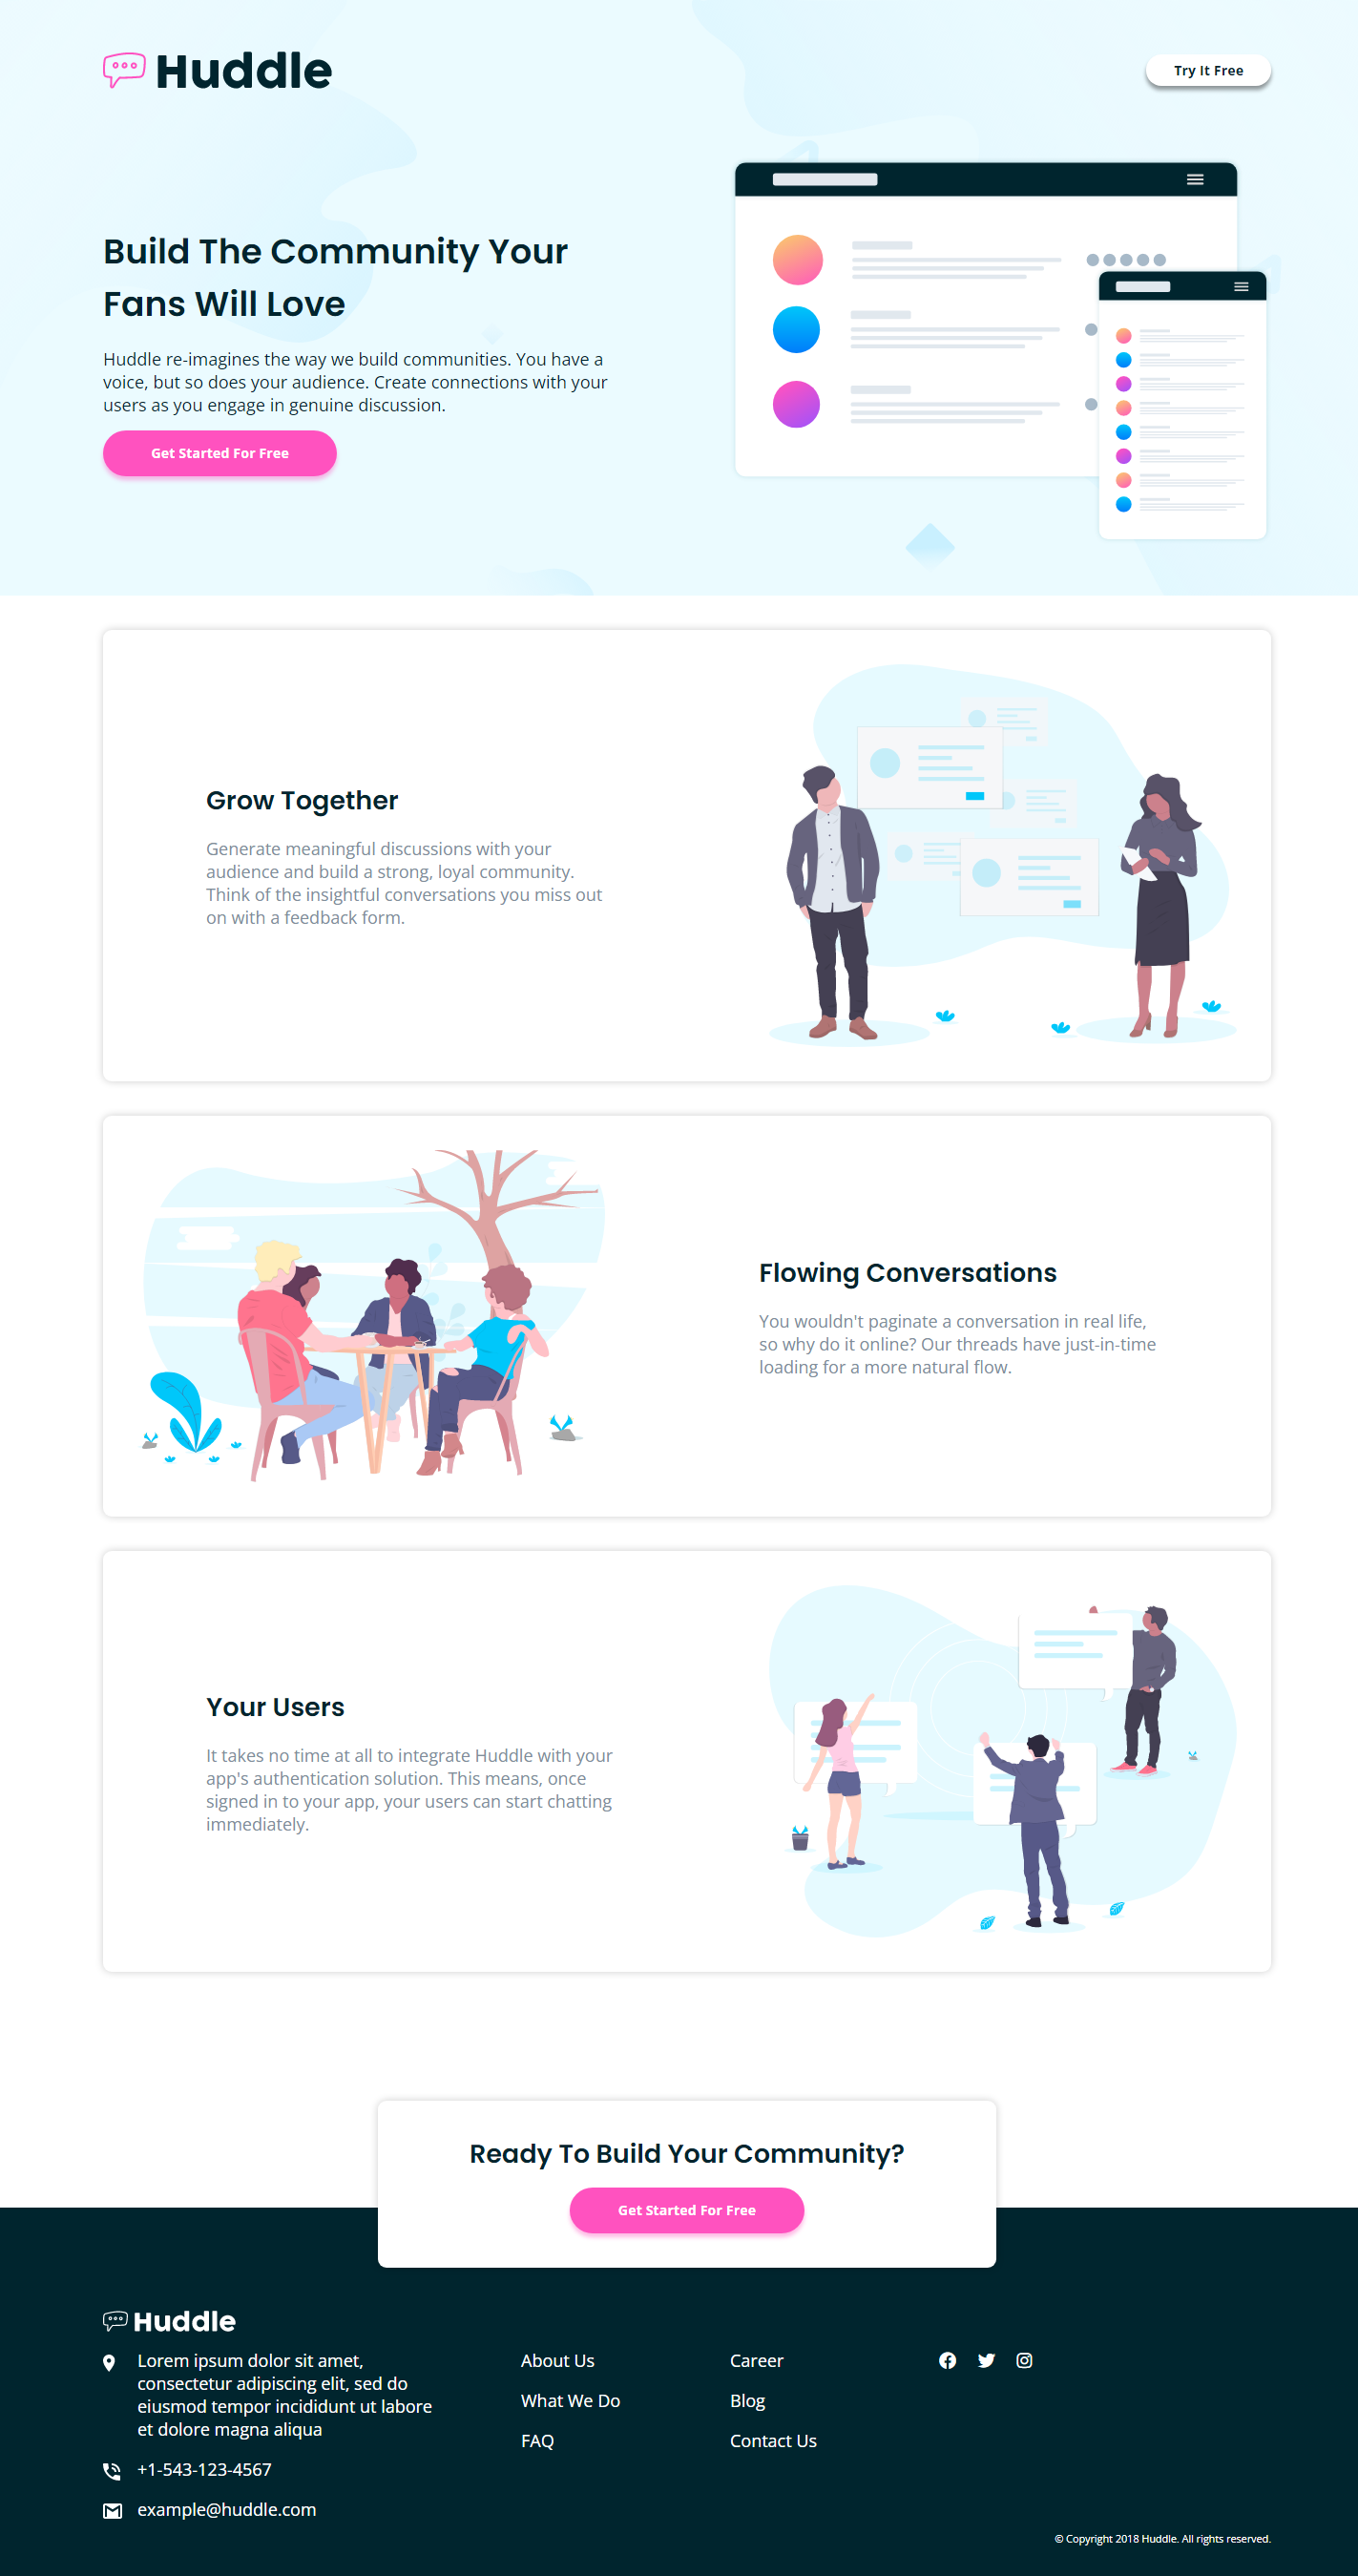 Huddle
Try It Free
Build The Community Your
Fans Will Love
Huddle re-imagines the way we build communities. You have a
voice, but so does your audience. Create connections with your
users as you engage in genuine discussion.
Get Started For Free
Grow Together
Generate meaningful discussions with your
audience and build a strong, loyal community.
Think of the insightful conversations you miss out
on with a feedback form.
Flowing Conversations
You wouldn't paginate a conversation in real life,
so why do it online? Our threads have just-in-time
loading for a more natural flow.
Your Users
It takes no time at all to integrate Huddle with your
app's authentication solution. This means, once
signed in to your app, your users can start chatting
immediately.
Ready To Build Your Community?
Get Started For Free
Huddle
Lorem ipsum dolor sit amet,
consectetur adipiscing elit, sed do
eiusmod tempor incididunt ut labore
et dolore magna aliqua
+1-543-123-4567
example@huddle.com
About Us
What We Do
FAQ
Career
Blog
Contact Us
© Copyright 2018 Huddle. All rights reserved.